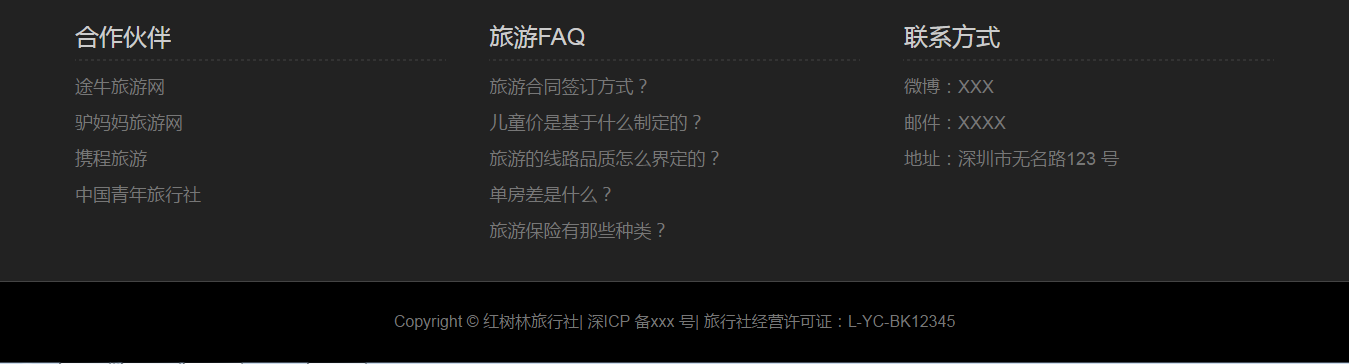 合作伙伴
途牛旅游网
驴妈妈旅游网
携程旅游
中国青年旅行社
旅游FAQ
旅游合同签订方式？
儿童价是基于什么制定的？
旅游的线路品质怎么界定的？
单房差是什么？
旅游保险有那些种类？
联系方式
微博：XXX
邮件：XXXX
地址：深圳市无名路123 号
Copyright © 红树林旅行社| 深ICP 备xxx 号| 旅行社经营许可证：L-YC-BK12345